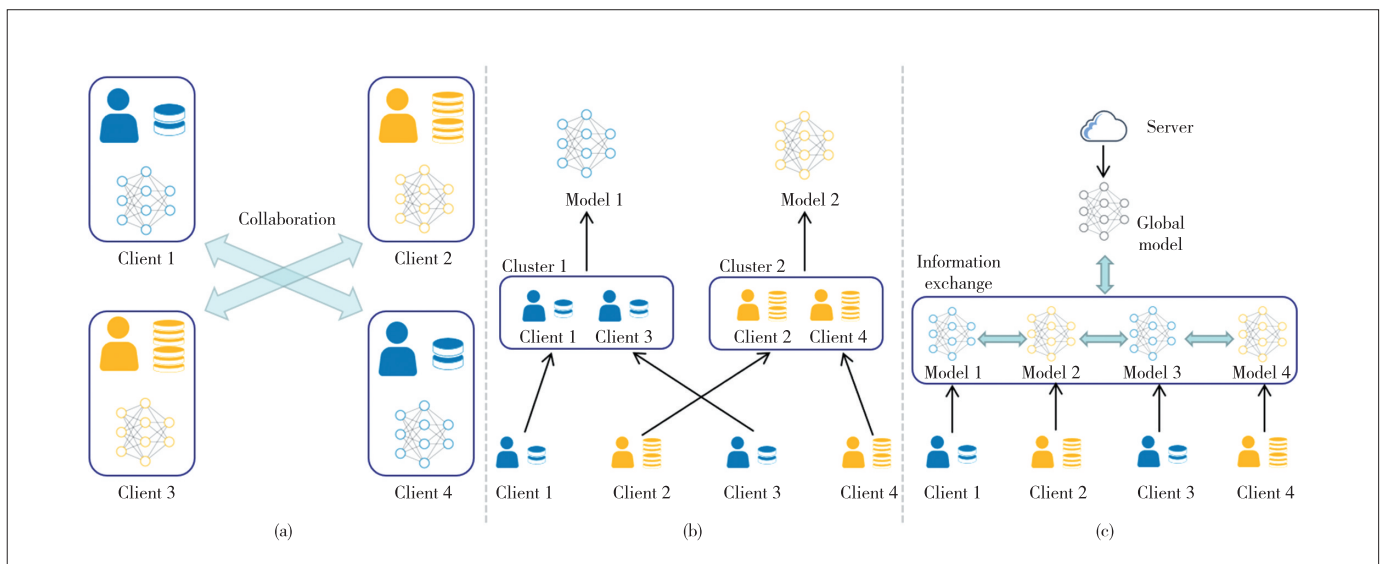 Collaboration
Client 1
Client 2
Client 3
Client 4
(a)
Model 1
Model 2
Cluster 1
Cluster 2
Client 1
Client 3
Client 2
Client 4
Client 1
Client 2
Client 3
Client 4
(b)
Server
Global
model
Information
exchange
Model 1
Model 2
Model 3
Model 4
Client 1
Client 2
Client 3
Client 4
(c)